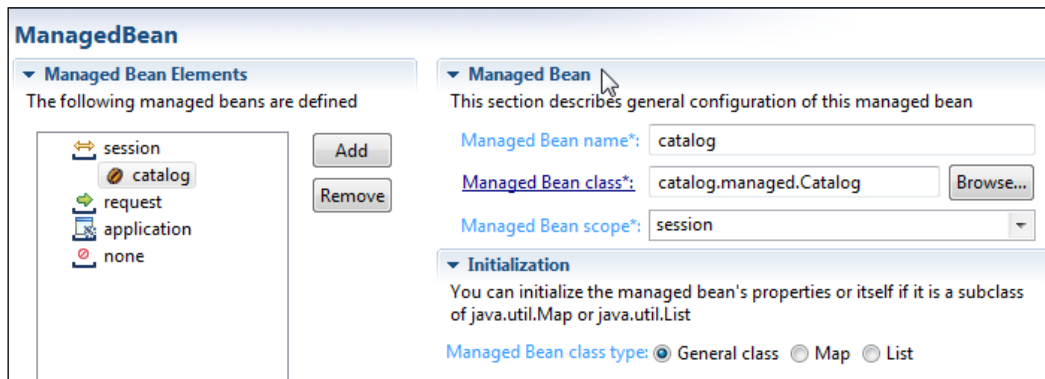 ManagedBean
Managed Bean Elements
The following managed beans are defined
session
catalog
request
application
none
Add
Remove
Managed Bean
This section describes general configuration of this managed bean
Managed Bean name*: catalog
Managed Bean class*: catalog.managed.Catalog Browse...
Managed Bean scope*: session
Initialization
You can initialize the managed bean's properties or itself if it is a subclass
of java.util.Map or java.util.List
Managed Bean class type: General class Map List